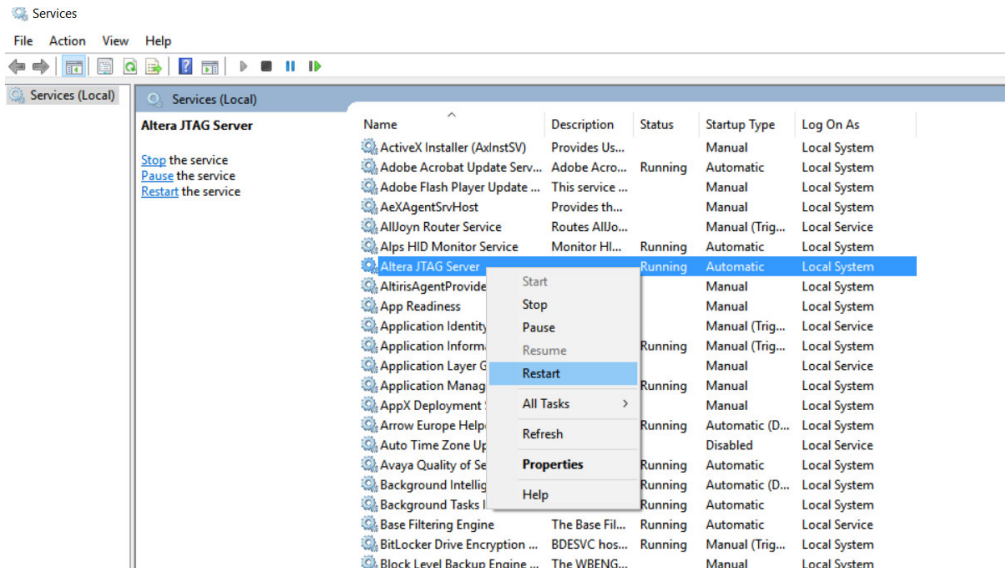 Services
File Action View Help
Services (Local)
Services (Local)
Altera JTAG Server
Stop the service
Pause the service
Restart the service
Name Description Status Startup Type Log On As
ActiveX Installer (AxInstSV) Provides Us... Manual Local System
Adobe Acrobat Update Serv... Adobe Acro... Running Automatic Local System
Adobe Flash Player Update ... This service ... Manual Local System
AeXAgentSrvHost Provides th... Manual Local System
AllJoyn Router Service Routes AllJo... Manual (Trig... Local Service
Alps HID Monitor Service Monitor HI... Running Automatic Local System
Altera JTAG Server Running Automatic Local System
AltirisAgentProvide Manual Local System
App Readiness Manual Local System
Application Identity Manual (Trig... Local Service
Application Inform Running Manual (Trig... Local System
Application Layer G Manual Local Service
Application Manag Running Manual Local System
AppX Deployment Manual Local System
Arrow Europe Help Running Automatic (D... Local System
Auto Time Zone Up Disabled Local Service
Avaya Quality of Se Running Automatic Local System
Background Intellig Running Automatic (D... Local System
Background Tasks I Running Automatic Local System
Base Filtering Engine The Base Fil... Running Automatic Local Service
BitLocker Drive Encryption ... BDESVC hos... Running Manual (Trig... Local System
Block Level Backup Engine ... The WBENG... Manual Local System
Start
Stop
Pause
Resume
Restart
All Tasks
Refresh
Properties
Help